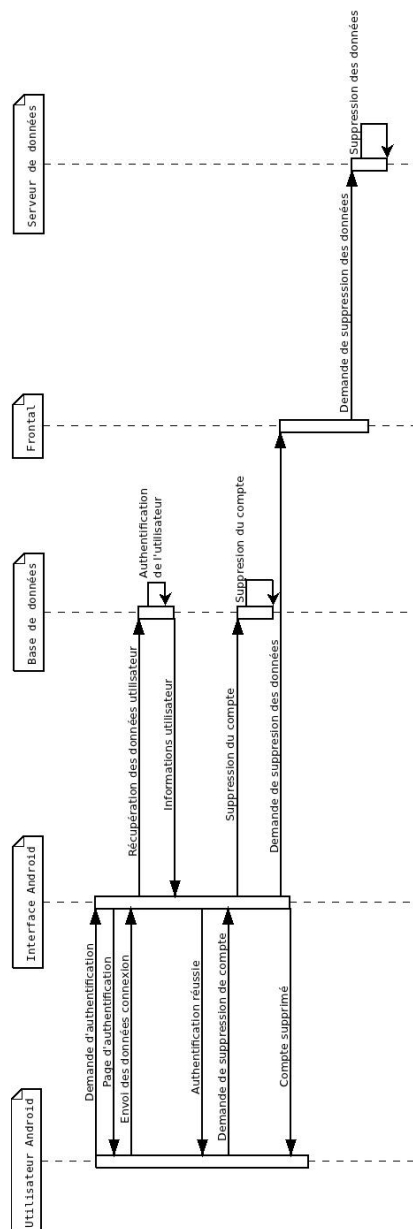 Utilisateur Android
Interface Android
Base de données
Frontal
Serveur de données
Demande d'authentification
Page d'authentification
Envoi des données connexion
Récupération des données utilisateur
Authentification
de l'utilisateur
Informations utilisateur
Authentification réussie
Demande de suppression de compte
Suppression du compte
Suppresion du compte
Demande de suppresion des données
Demande de suppression des données
Suppression des données
Compte supprimé